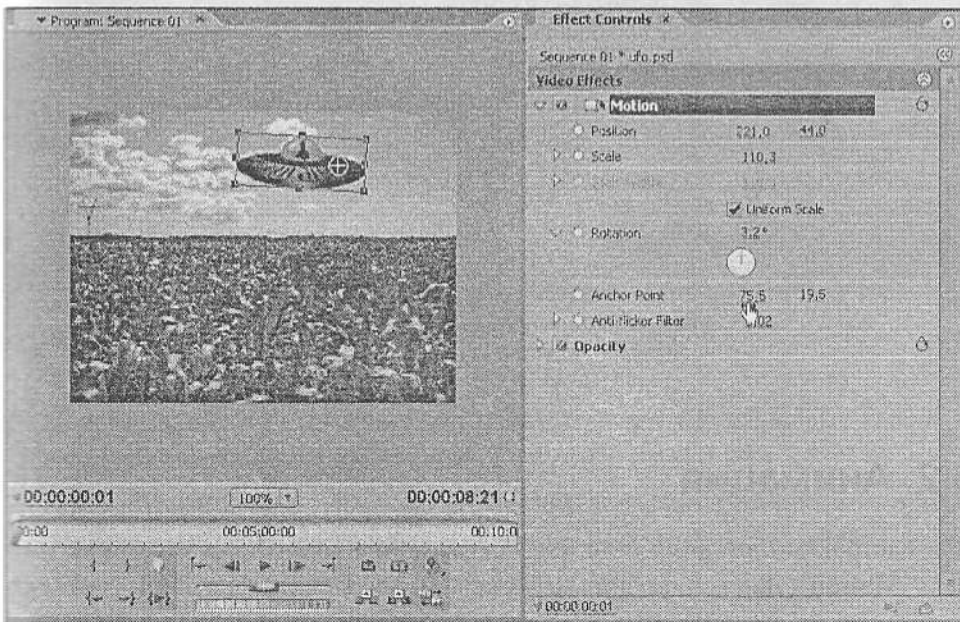 Program: Sequence 01
Effect Controls
Sequence 01 * ufo.psd
Video Effects
Motion
Position 221,0 44,0
Scale 110,3
Uniform Scale
Rotation 3,2°
Anchor Point 75,5 19,5
Anti-flicker Filter
Opacity
00:00:00:01
100%
00:00:08:21
00:05:00:00
00:10:0
00:00:00:01